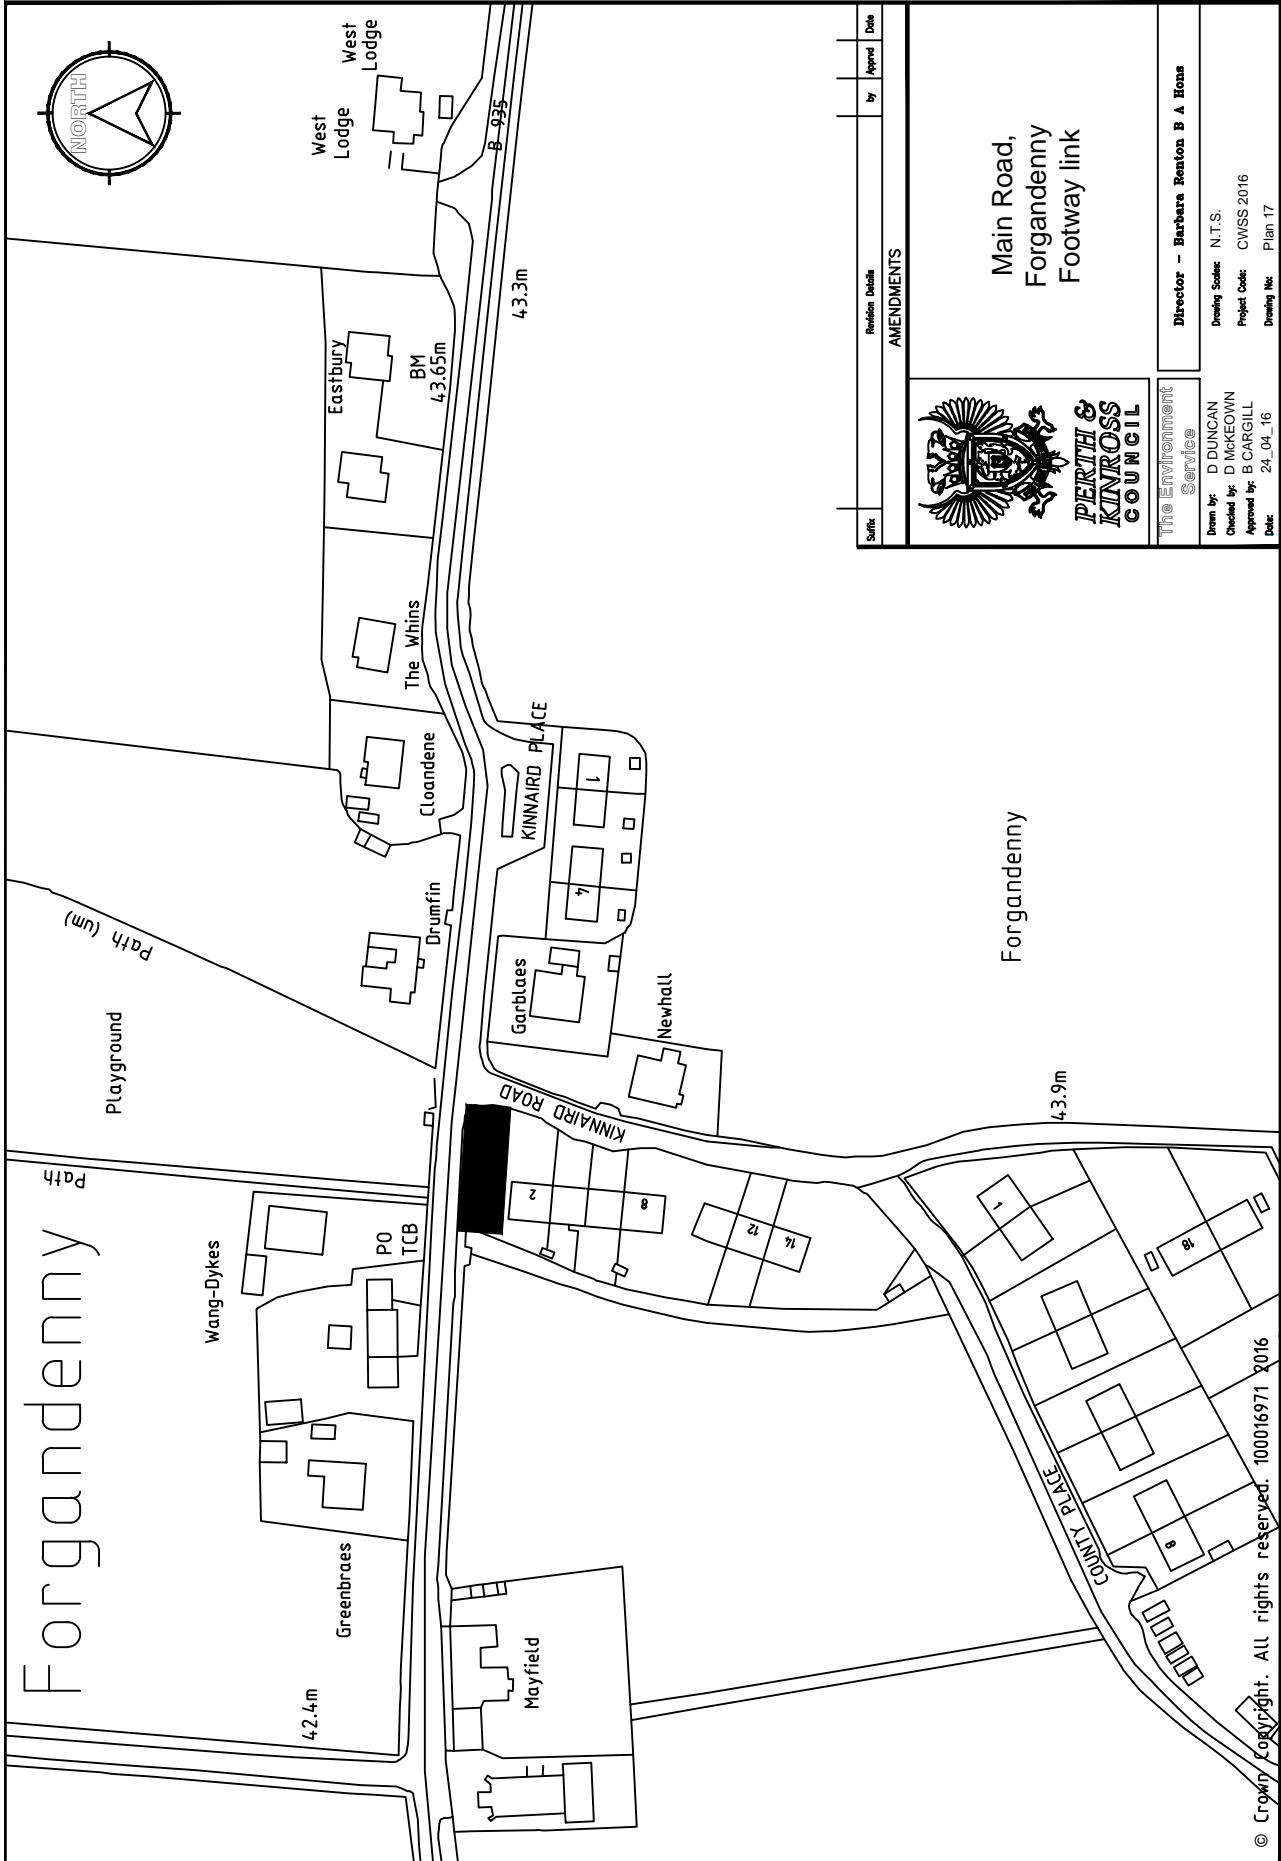 Forgandenny
NORTH
West
Lodge
West
Lodge
B 935
43.3m
Eastbury
BM
43.65m
The Whins
Cloandene
KINNAIRD PLACE
1
4
Drumfin
Path (um)
Playground
Path
Garblaes
Newhall
KINNAIRD ROAD
2
8
12
14
Wang-Dykes
PO
TCB
Greenbraes
42.4m
Mayfield
Forgandenny
43.9m
1
18
8
COUNTY PLACE
© Crown Copyright. All rights reserved. 100016971 2016
Suffix
Revision Details
by
Apprvd
Date
AMENDMENTS
PERTH &
KINROSS
COUNCIL
Main Road,
Forgandenny
Footway link
The Environment
Service
Director - Barbara Renton B A Hons
Drawn by: D DUNCAN
Checked by: D McKEOWN
Approved by: B CARGILL
Date: 24_04_16
Drawing Scales: N.T.S.
Project Code: CWSS 2016
Drawing No: Plan 17